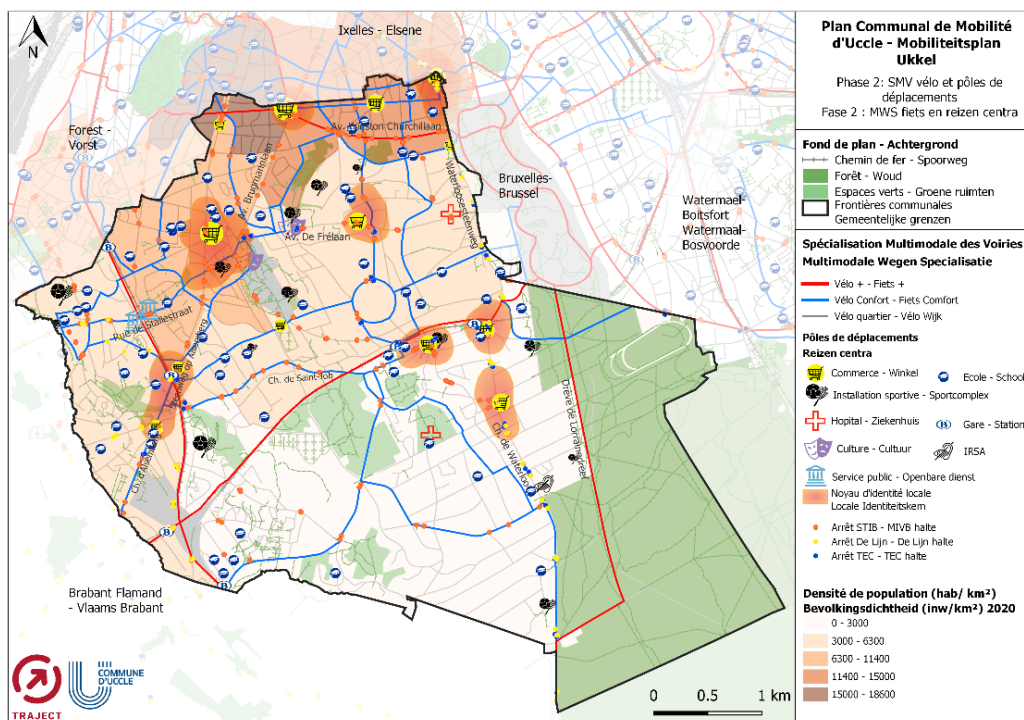 N
Ixelles - Elsene
Forest -
Vorst
Bruxelles-
Brussel
Watermael-
Boitsfort
Watermaal-
Bosvoorde
Av. Winston Churchillaan
Av. Brugmannlaan
Waterloosesteenweg
Av. De Frélaan
Rue de Stallestraat
Ch. de Saint-Job
Drève de Lorrainedreef
Ch. de Waterloo
Brabant Flamand
- Vlaams Brabant
TRAJECT
COMMUNE
D'UCCLE
0 0.5 1 km
Plan Communal de Mobilité
d'Uccle - Mobiliteitsplan
Ukkel
Phase 2: SMV vélo et pôles de
déplacements
Fase 2 : MWS fiets en reizen centra
Fond de plan - Achtergrond
Chemin de fer - Spoorweg
Forêt - Woud
Espaces verts - Groene ruimten
Frontières communales
Gemeentelijke grenzen
Spécialisation Multimodale des Voiries
Multimodale Wegen Specialisatie
Vélo + - Fiets +
Vélo Confort - Fiets Comfort
Vélo quartier - Vélo Wijk
Pôles de déplacements
Reizen centra
Commerce - Winkel
Ecole - School
Installation sportive - Sportcomplex
Hopital - Ziekenhuis
B Gare - Station
Culture - Cultuur
IRSA
Service public - Openbare dienst
Noyau d'identité locale
Locale Identiteitskern
Arrêt STIB - MIVB halte
Arrêt De Lijn - De Lijn halte
Arrêt TEC - TEC halte
Densité de population (hab/ km²)
Bevolkingsdichtheid (inw/km²) 2020
0 - 3000
3000 - 6300
6300 - 11400
11400 - 15000
15000 - 18600